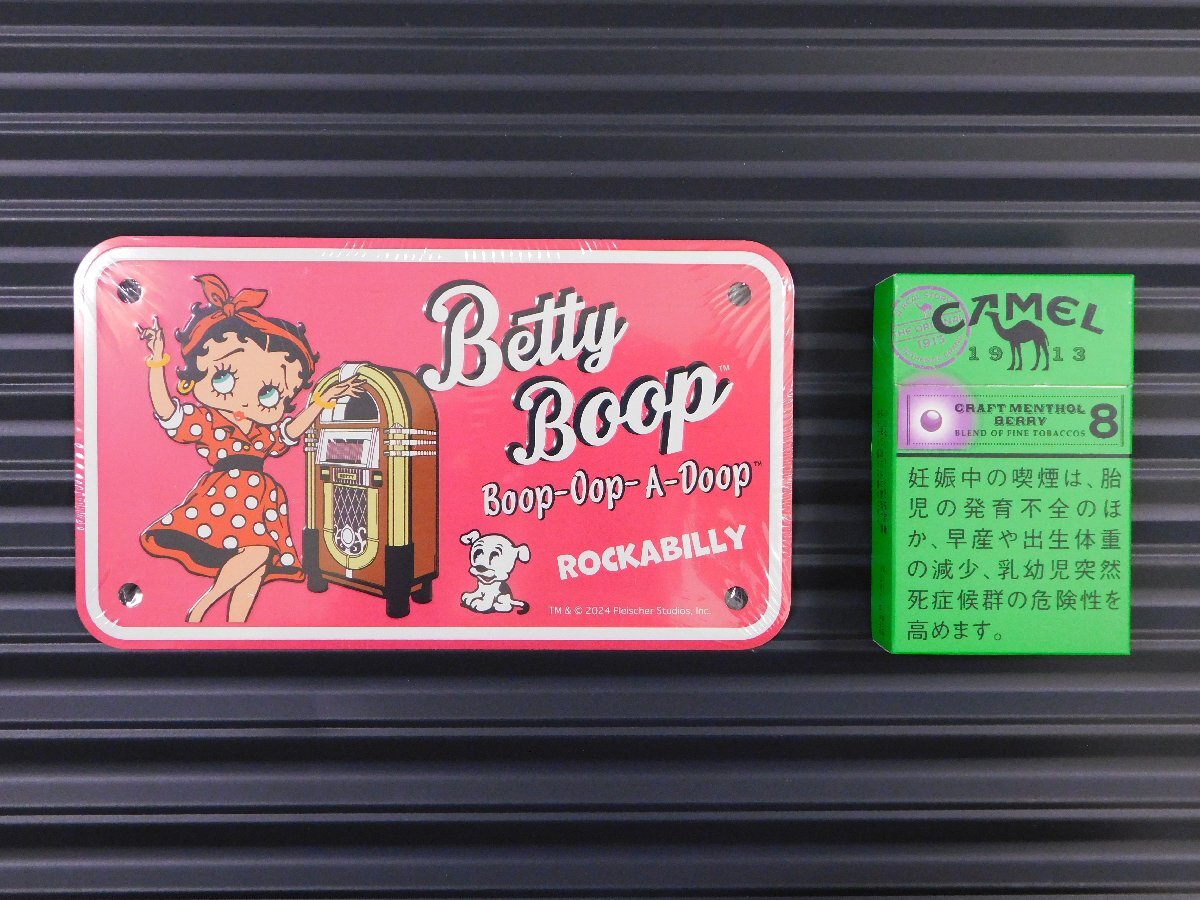 Betty
Boop™
Boop-Oop-A-Doop™
ROCKABILLY
TM & © 2024 Fleischer Studios, Inc.
CAMEL
1913
CRAFT MENTHOL
BERRY
BLEND OF FINE TOBACCOS
8
妊娠中の喫煙は、胎
児の発育不全のほ
か、早産や出生体重
の減少、乳幼児突然
死症候群の危険性を
高めます。